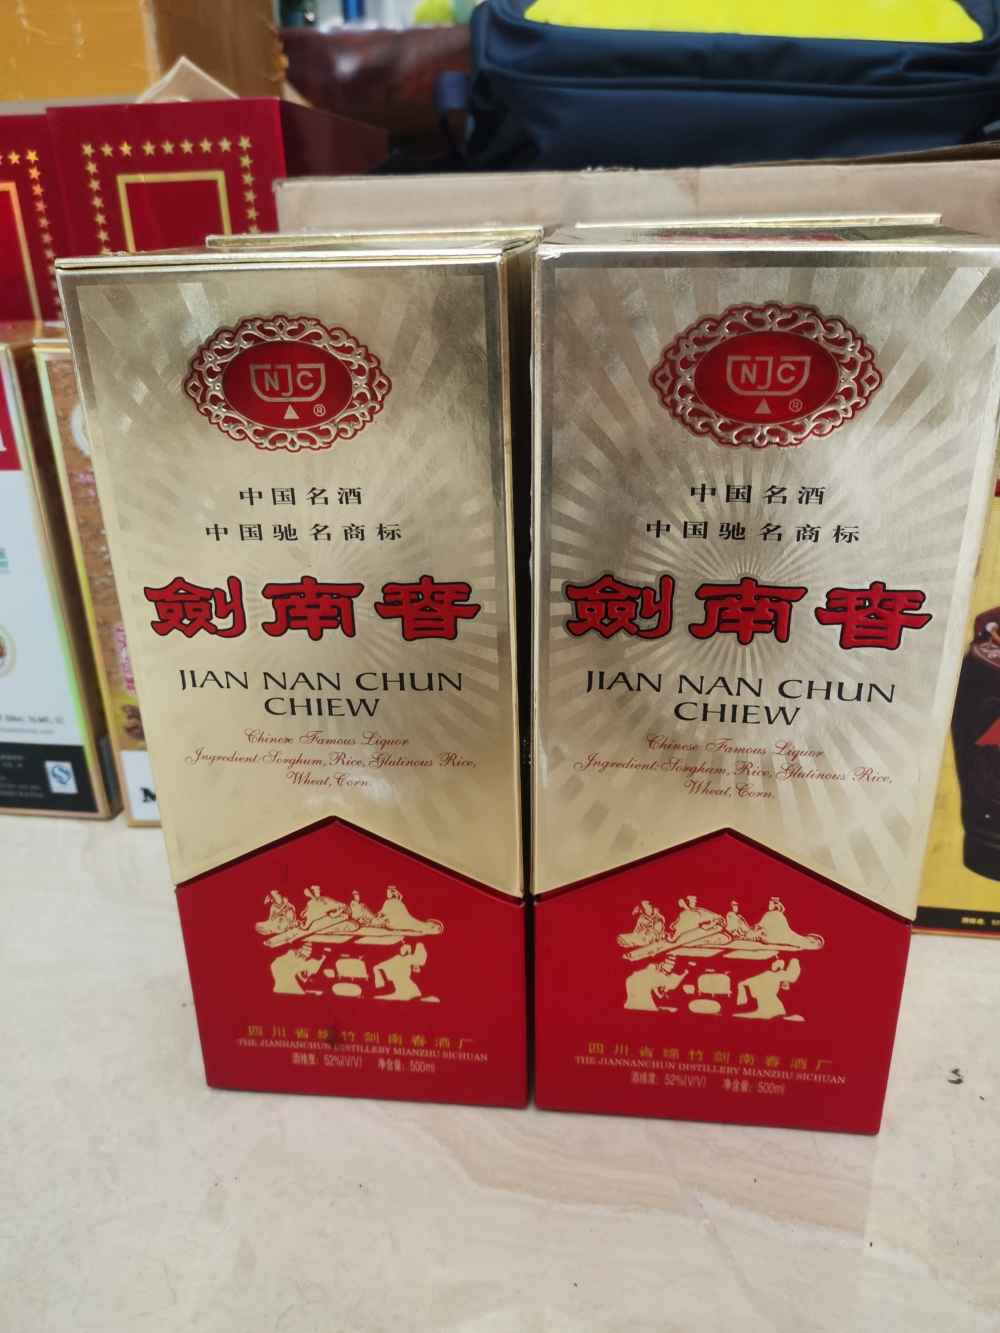 NJC
®
中国名酒
中国驰名商标
劍南春
JIAN NAN CHUN
CHIEW
Chinese Famous Liquor
Ingredient:Sorghum, Rice, Glutinous Rice,
Wheat, Corn.
四川省绵竹剑南春酒厂
THE JIANNANCHUN DISTILLERY MIANZHU SICHUAN
酒精度: 52%(V/V) 净含量: 500ml
NJC
®
中国名酒
中国驰名商标
劍南春
JIAN NAN CHUN
CHIEW
Chinese Famous Liquor
Ingredient:Sorgham, Rice, Glutinous Rice,
Wheat, Corn.
四川省绵竹剑南春酒厂
THE JIANNANCHUN DISTILLERY MIANZHU SICHUAN
酒精度: 52%(V/V) 净含量: 500ml